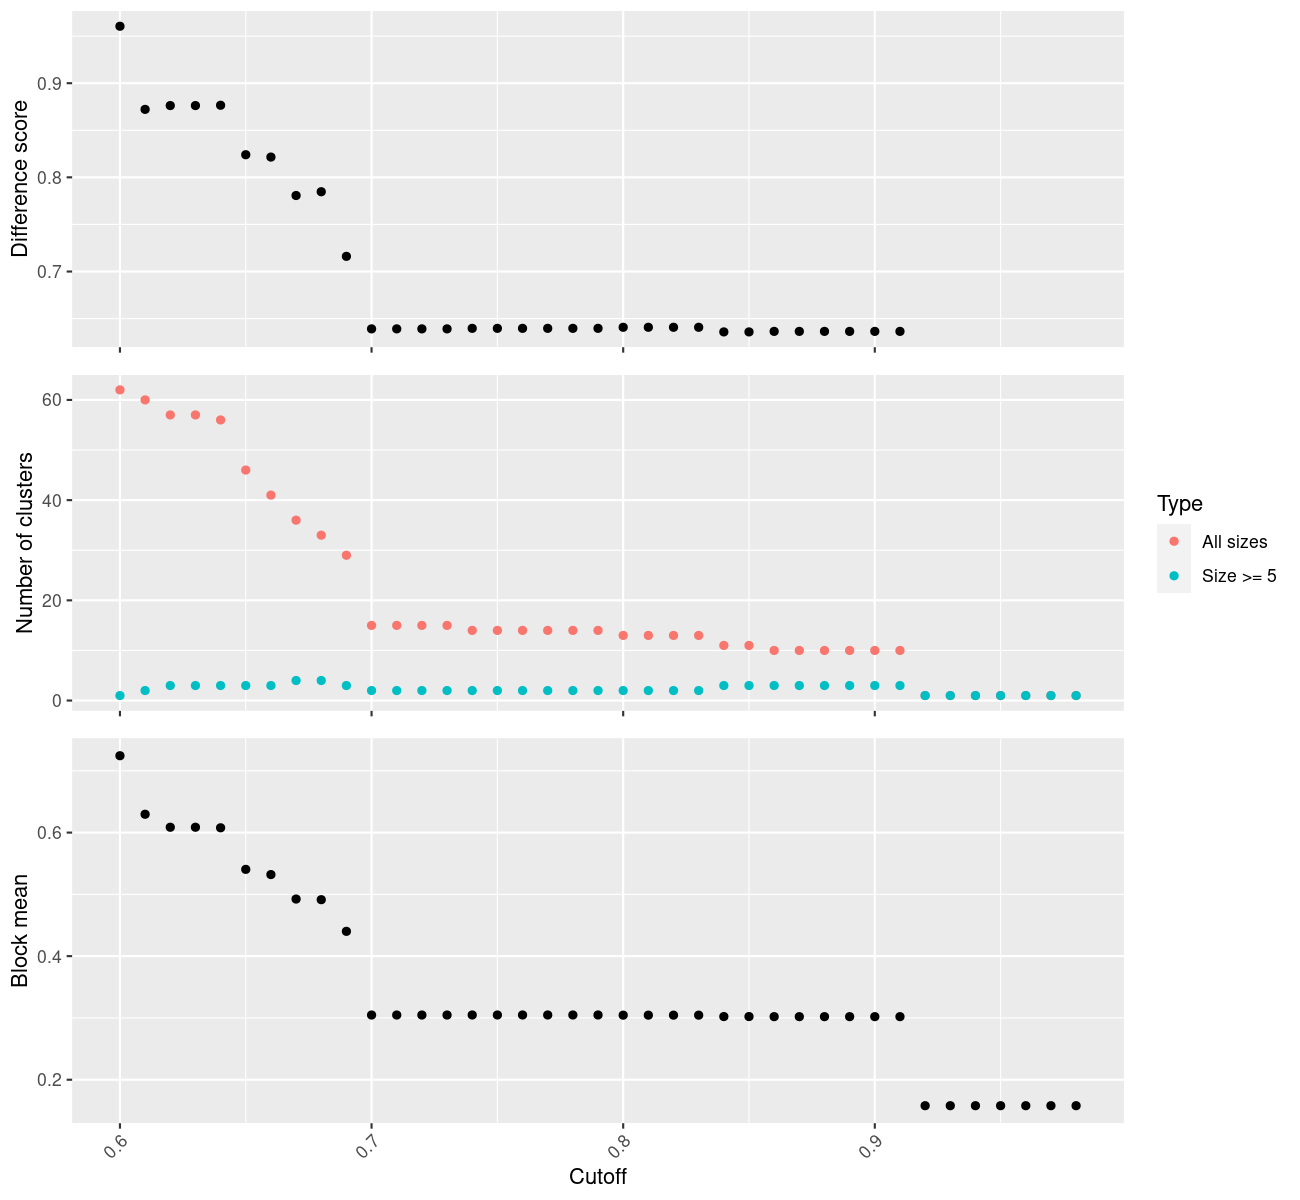 Difference score
0.9
0.8
0.7
Number of clusters
60
40
20
0
Type
All sizes
Size >= 5
Block mean
0.6
0.4
0.2
0.6
0.7
0.8
0.9
Cutoff